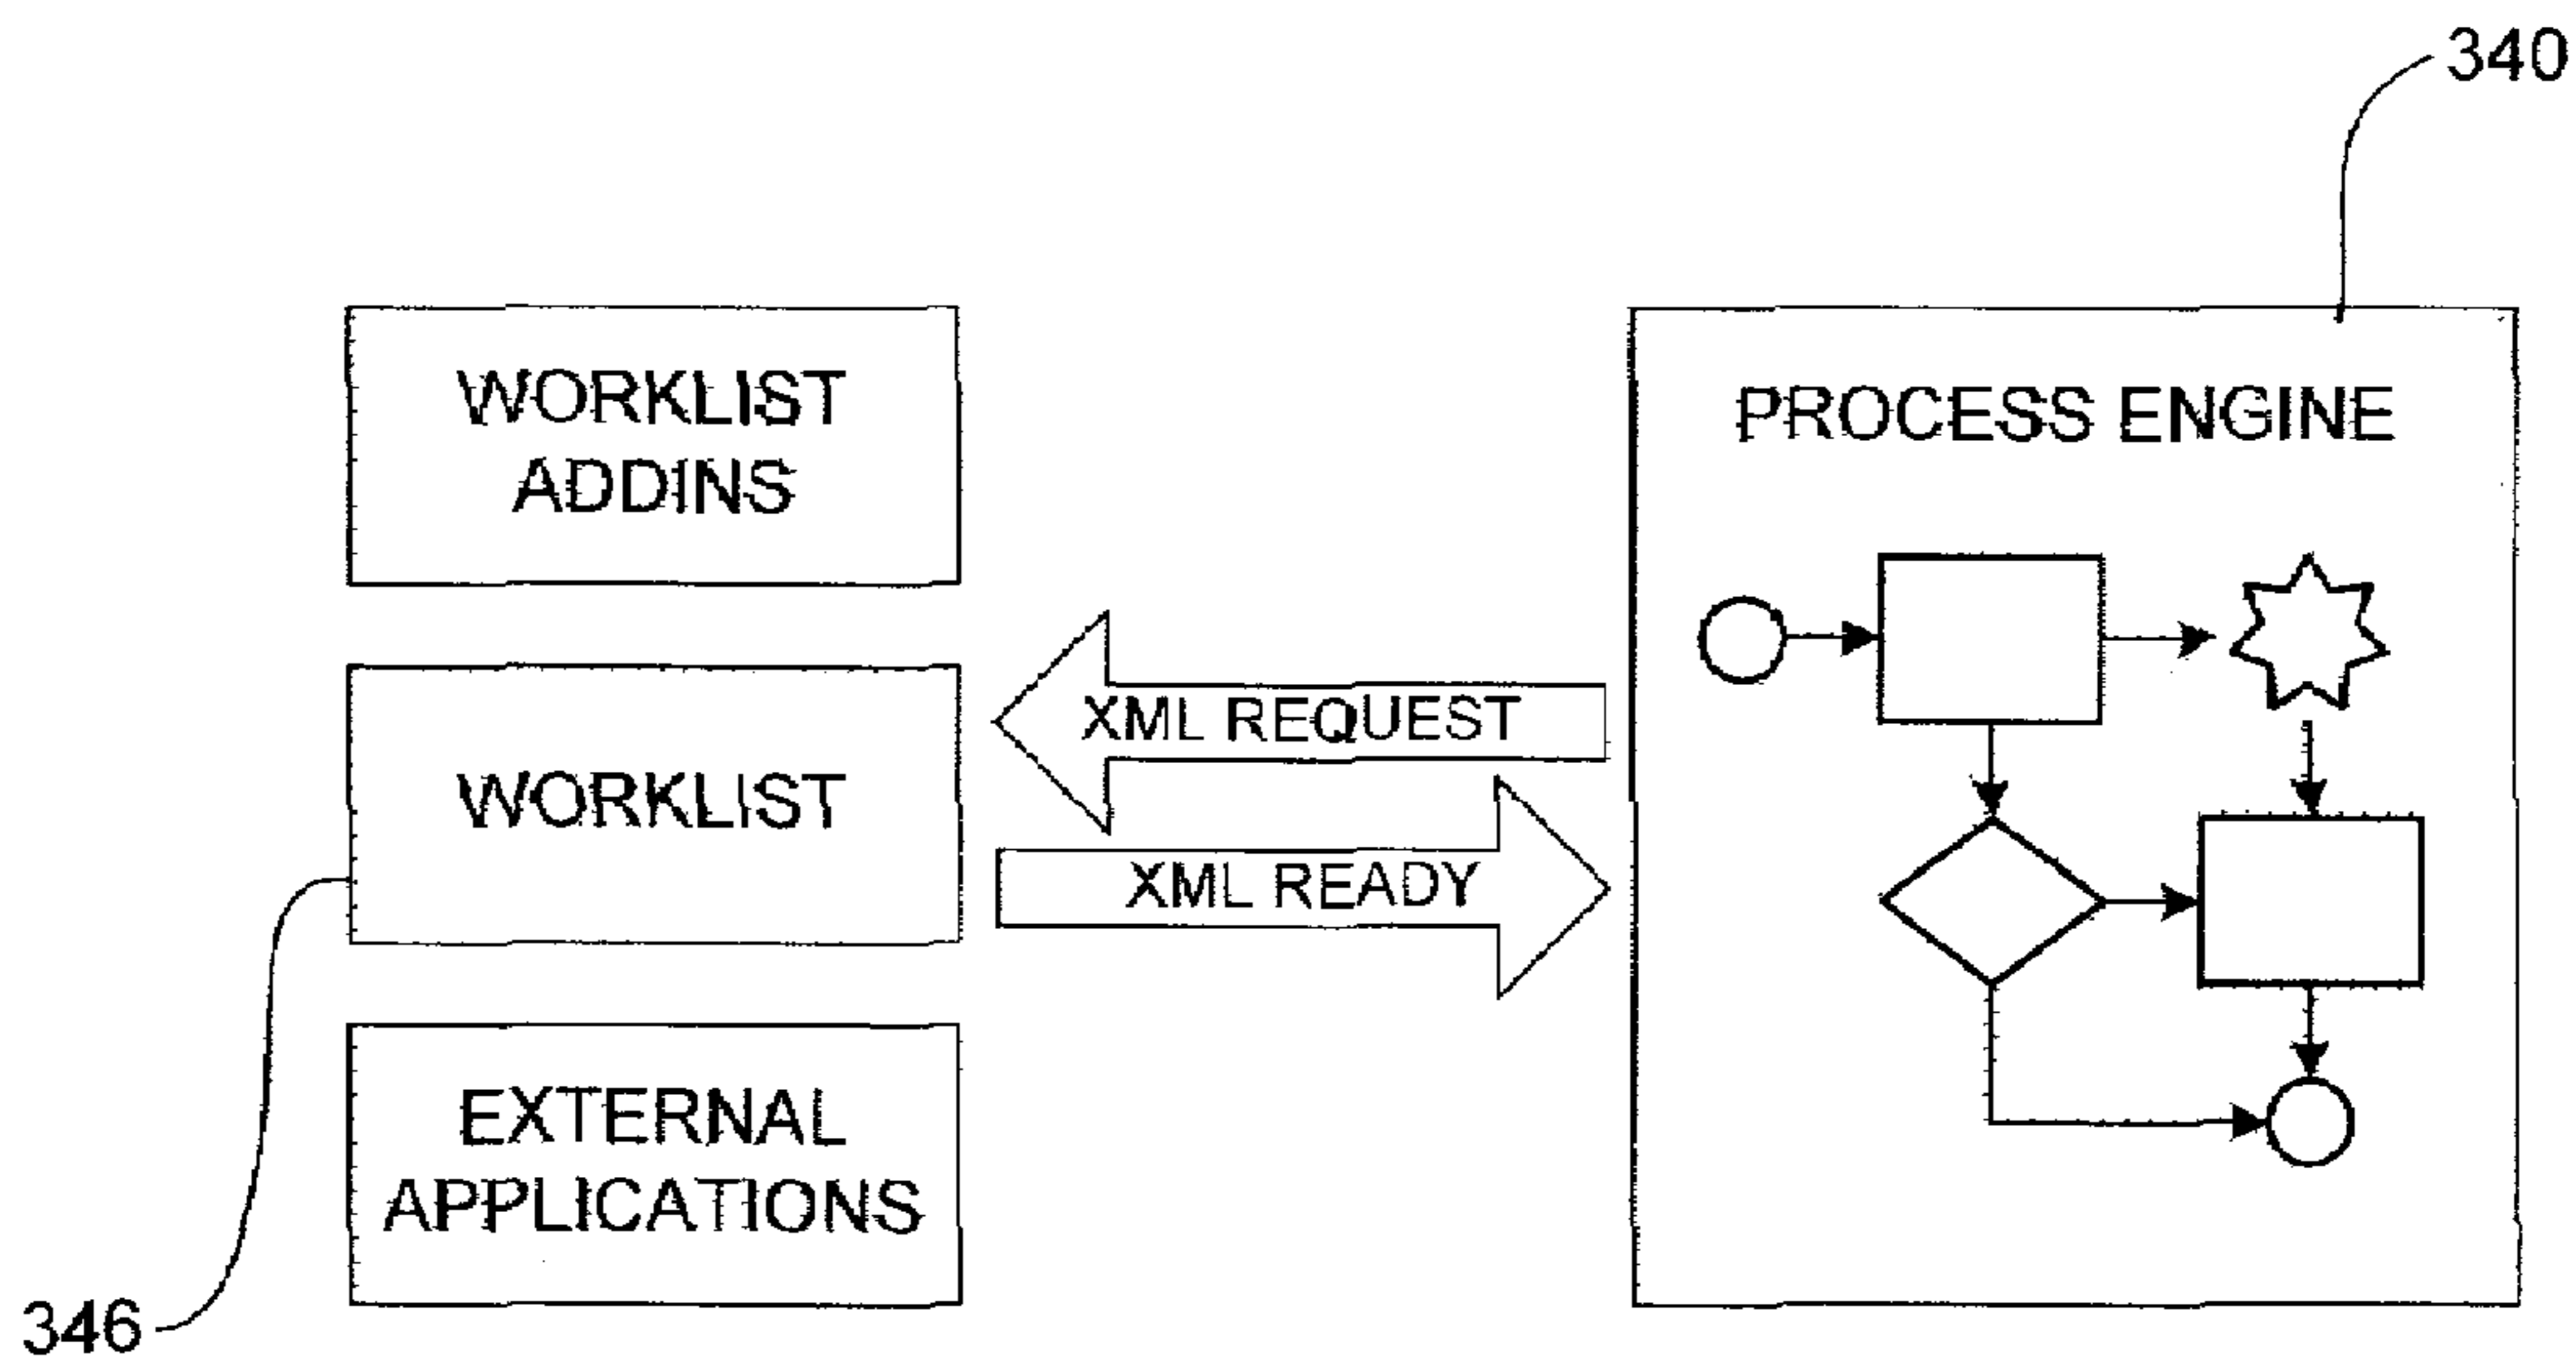 340
WORKLIST
ADDINS
PROCESS ENGINE
XML REQUEST
WORKLIST
XML READY
EXTERNAL
APPLICATIONS
346